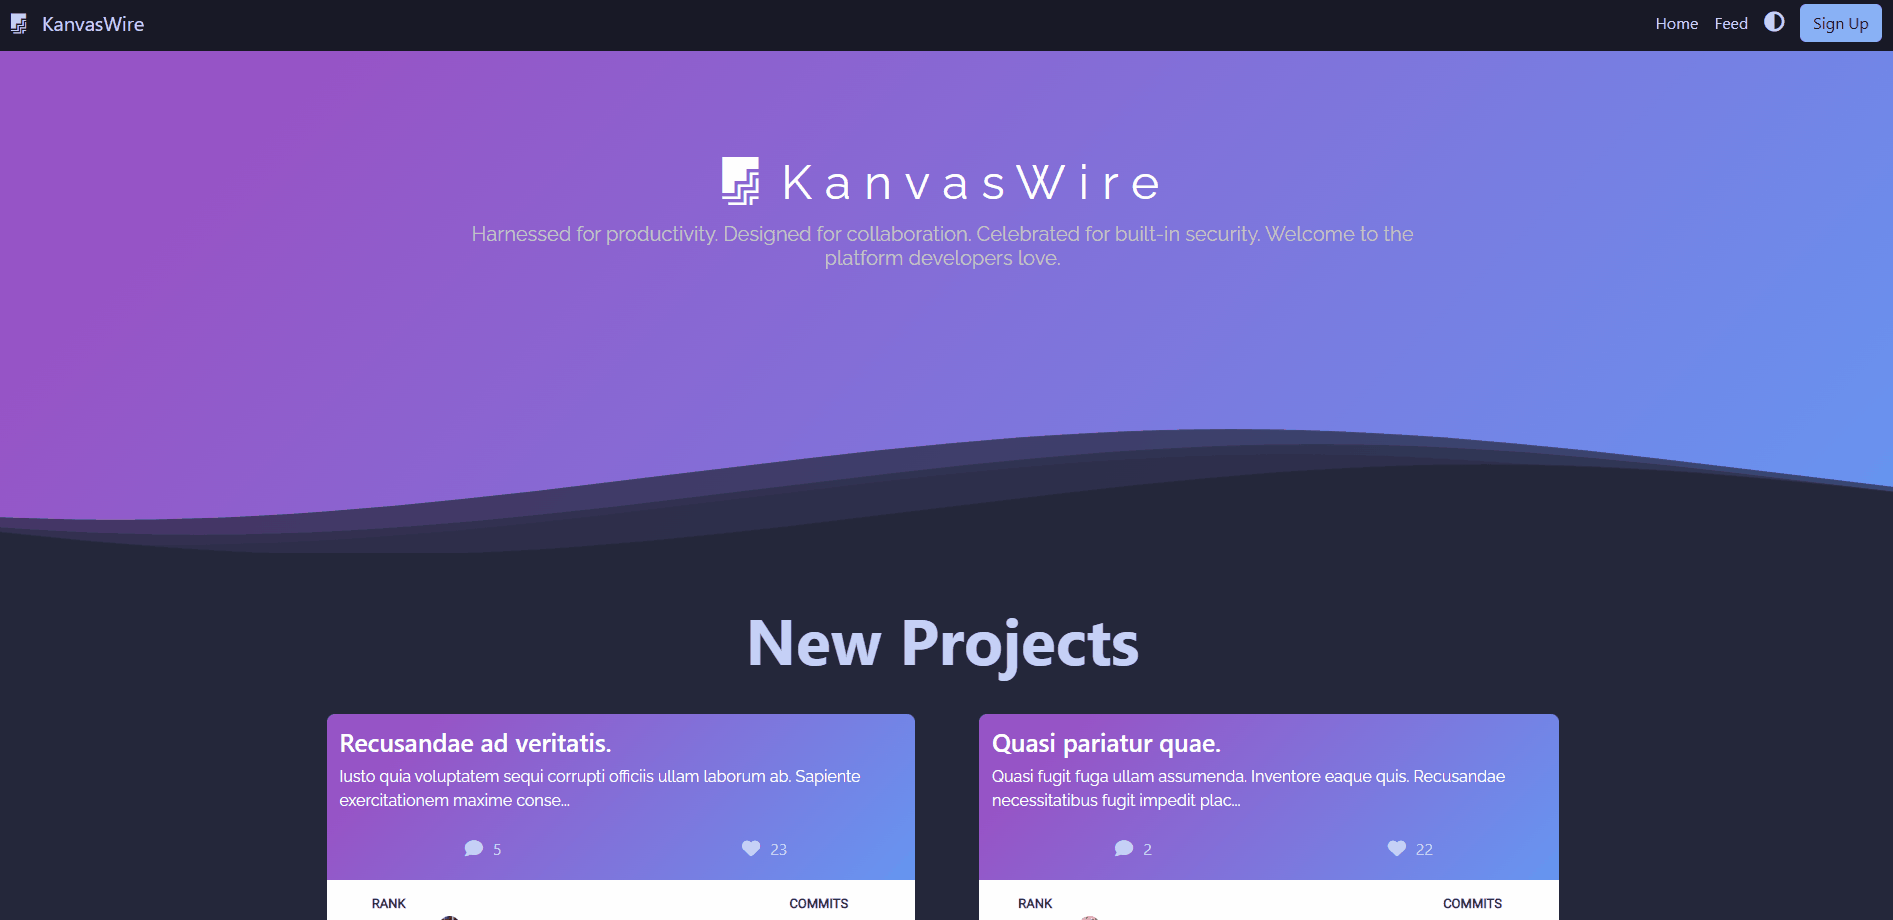 KanvasWire
Home Feed Sign Up
KanvasWire
Harnessed for productivity. Designed for collaboration. Celebrated for built-in security. Welcome to the
platform developers love.
New Projects
Recusandae ad veritatis.
Iusto quia voluptatem sequi corrupti officiis ullam laborum ab. Sapiente
exercitationem maxime conse...
5 23
RANK COMMITS
Quasi pariatur quae.
Quasi fugit fuga ullam assumenda. Inventore eaque quis. Recusandae
necessitatibus fugit impedit plac...
2 22
RANK COMMITS